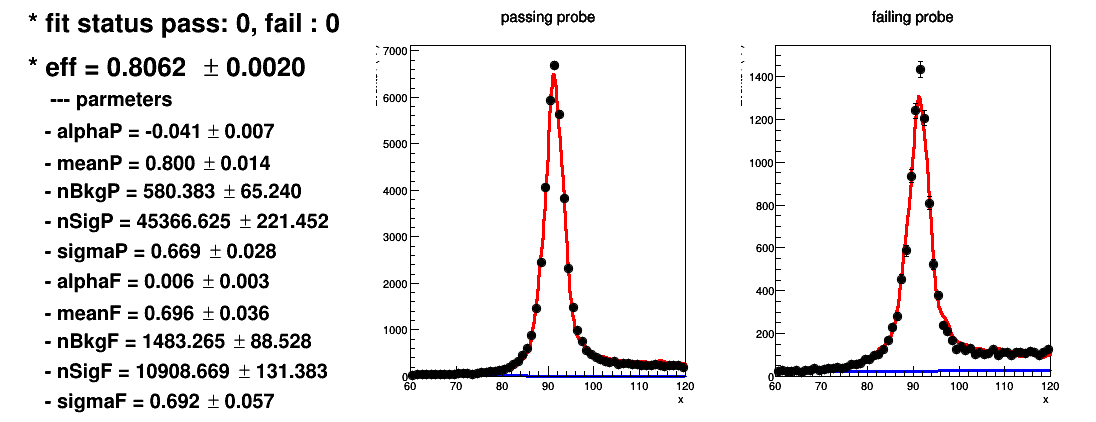 * fit status pass: 0, fail : 0
* eff = 0.8062 ± 0.0020
--- parmeters
- alphaP = -0.041 ± 0.007
- meanP = 0.800 ± 0.014
- nBkgP = 580.383 ± 65.240
- nSigP = 45366.625 ± 221.452
- sigmaP = 0.669 ± 0.028
- alphaF = 0.006 ± 0.003
- meanF = 0.696 ± 0.036
- nBkgF = 1483.265 ± 88.528
- nSigF = 10908.669 ± 131.383
- sigmaF = 0.692 ± 0.057
passing probe
7000
6000
5000
4000
3000
2000
1000
0
60 70 80 90 100 110 120
x
failing probe
1400
1200
1000
800
600
400
200
0
60 70 80 90 100 110 120
x